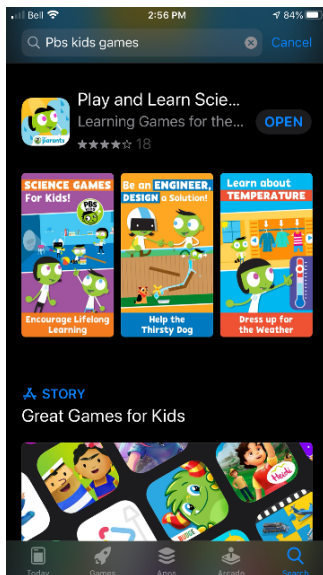 Bell 2:56 PM 84%
Pbs kids games Cancel
Play and Learn Scie...
Learning Games for the... OPEN
18
parents
SCIENCE GAMES
For Kids!
PBS
KIDS
Encourage Lifelong
Learning
Be an ENGINEER,
DESIGN a Solution!
Help the
Thirsty Dog
Learn about
TEMPERATURE
Dress up for
the Weather
STORY
Great Games for Kids
Heidi
Today Games Apps Arcade Search